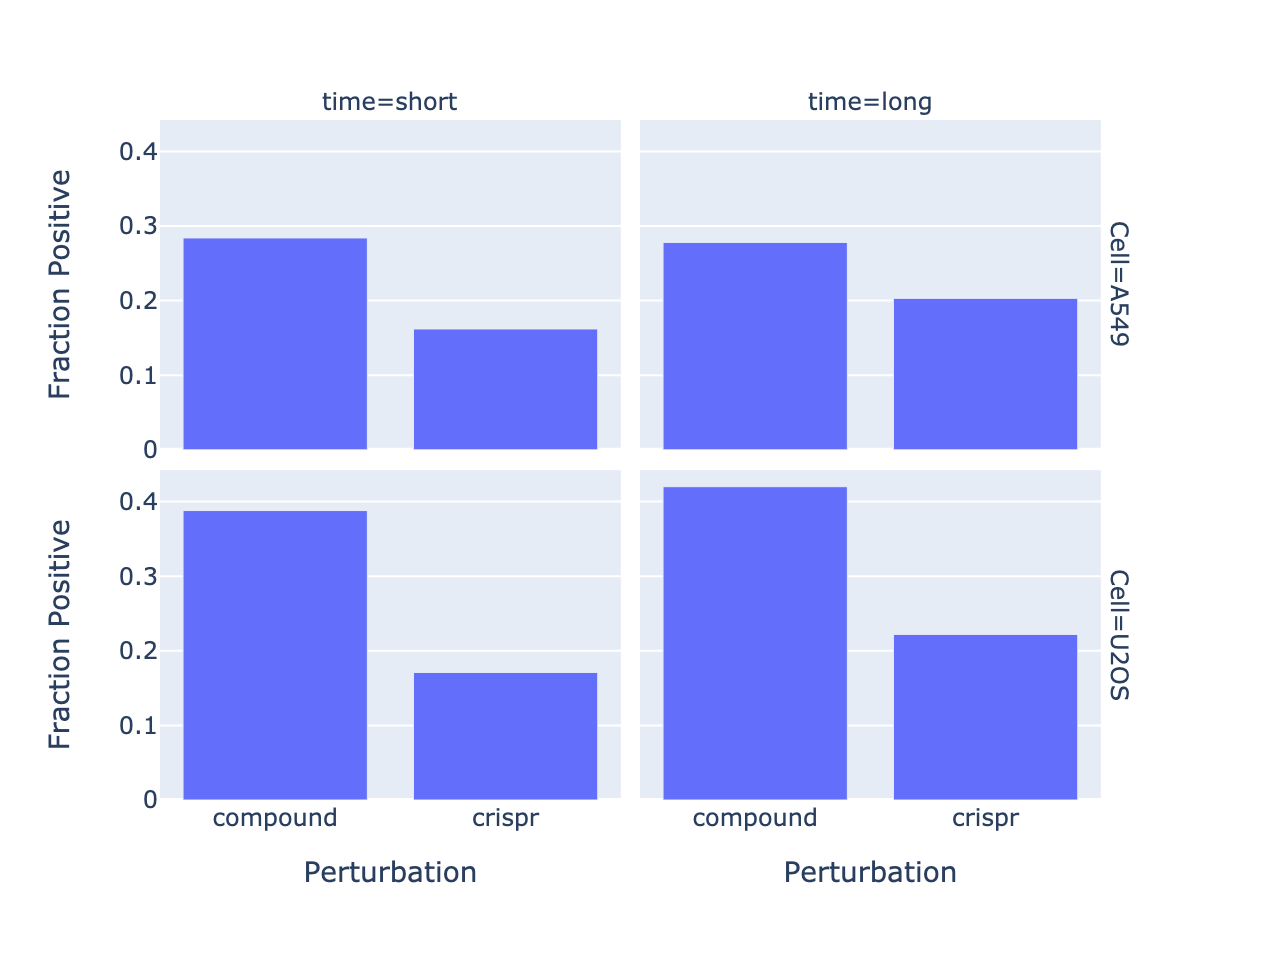 time=short
time=long
Fraction Positive
0.4
0.3
0.2
0.1
0
Cell=A549
Fraction Positive
0.4
0.3
0.2
0.1
0
Cell=U2OS
compound
crispr
compound
crispr
Perturbation
Perturbation